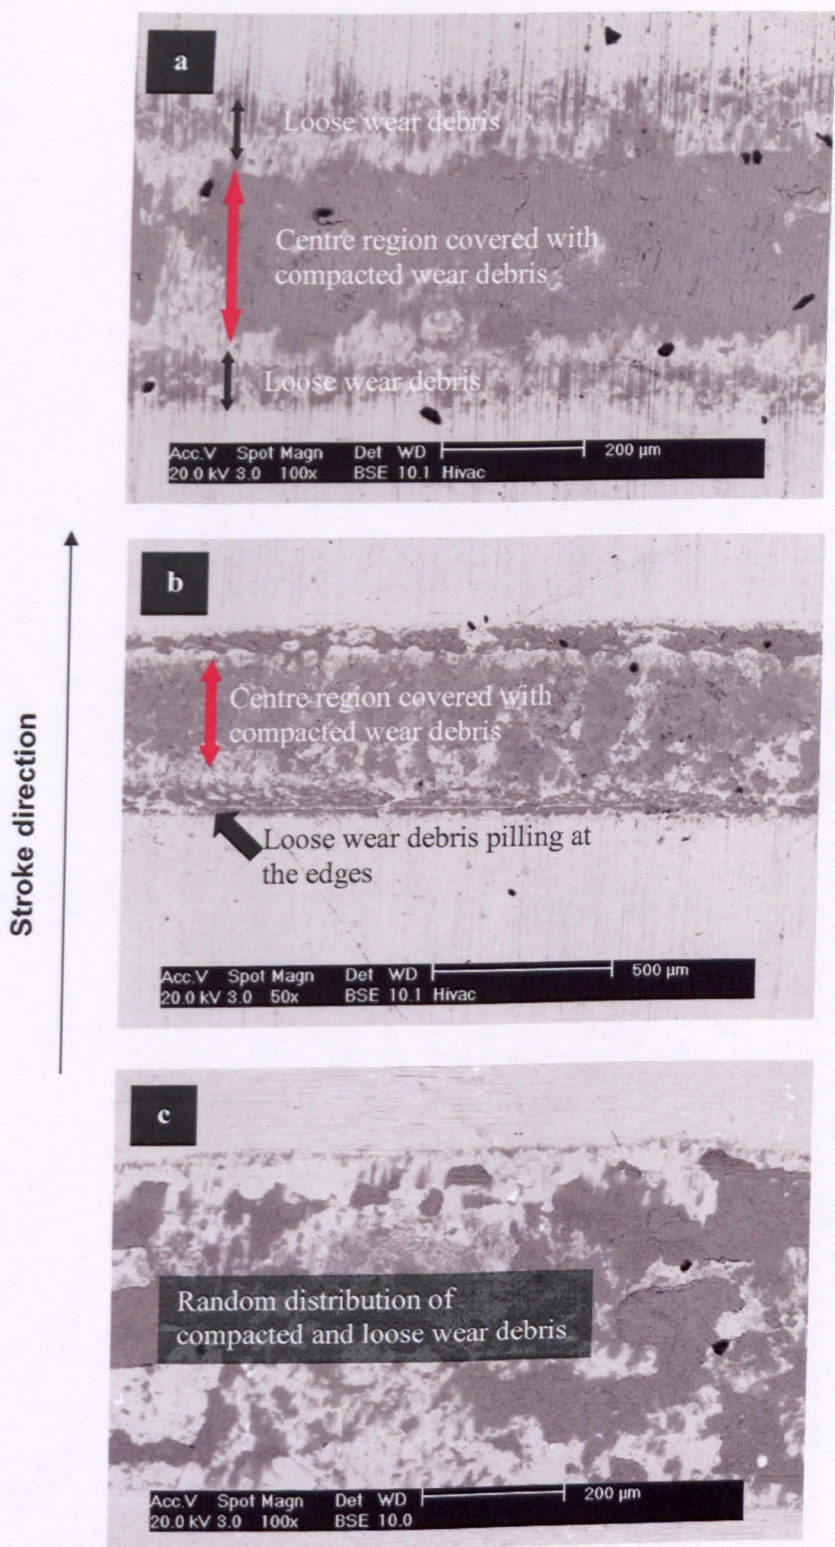 a
Loose wear debris
Centre region covered with
compacted wear debris
Loose wear debris
Acc.V Spot Magn Det WD 200 µm
20.0 kV 3.0 100x BSE 10.1 Hivac
Stroke direction
b
Centre region covered with
compacted wear debris
Loose wear debris pilling at
the edges
Acc.V Spot Magn Det WD 500 µm
20.0 kV 3.0 50x BSE 10.1 Hivac
c
Random distribution of
compacted and loose wear debris
Acc.V Spot Magn Det WD 200 µm
20.0 kV 3.0 100x BSE 10.0